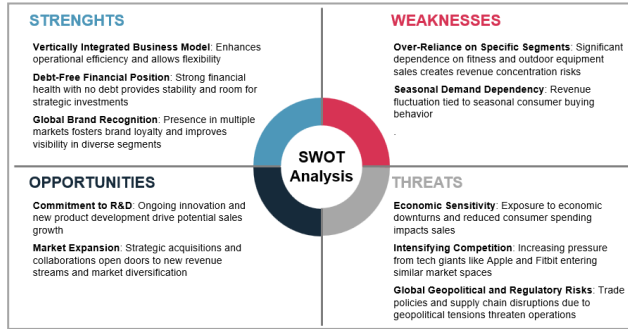 STRENGHTS
Vertically Integrated Business Model: Enhances
operational efficiency and allows flexibility
Debt-Free Financial Position: Strong financial
health with no debt provides stability and room for
strategic investments
Global Brand Recognition: Presence in multiple
markets fosters brand loyalty and improves
visibility in diverse segments
WEAKNESSES
Over-Reliance on Specific Segments: Significant
dependence on fitness and outdoor equipment
sales creates revenue concentration risks
Seasonal Demand Dependency: Revenue
fluctuation tied to seasonal consumer buying
behavior
.
SWOT
Analysis
OPPORTUNITIES
Commitment to R&D: Ongoing innovation and
new product development drive potential sales
growth
Market Expansion: Strategic acquisitions and
collaborations open doors to new revenue
streams and market diversification
THREATS
Economic Sensitivity: Exposure to economic
downturns and reduced consumer spending
impacts sales
Intensifying Competition: Increasing pressure
from tech giants like Apple and Fitbit entering
similar market spaces
Global Geopolitical and Regulatory Risks: Trade
policies and supply chain disruptions due to
geopolitical tensions threaten operations